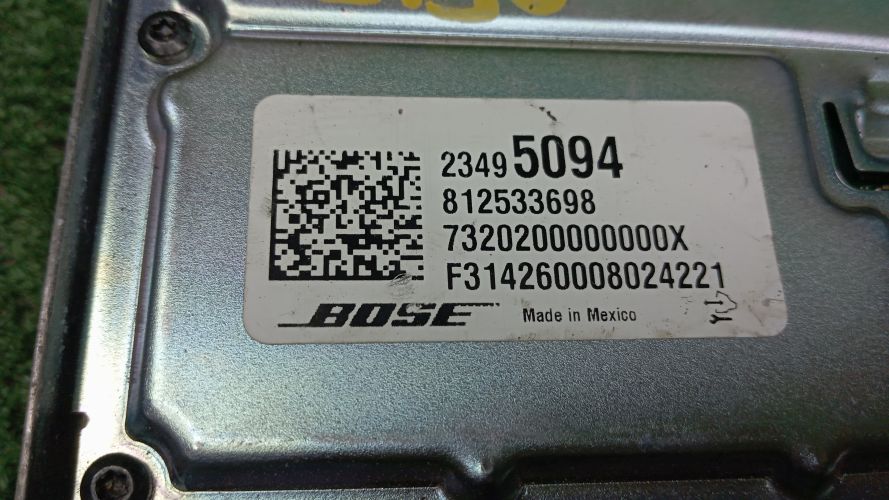 23495094
812533698
7320200000000X
F314260008024221
BOSE
Made in Mexico